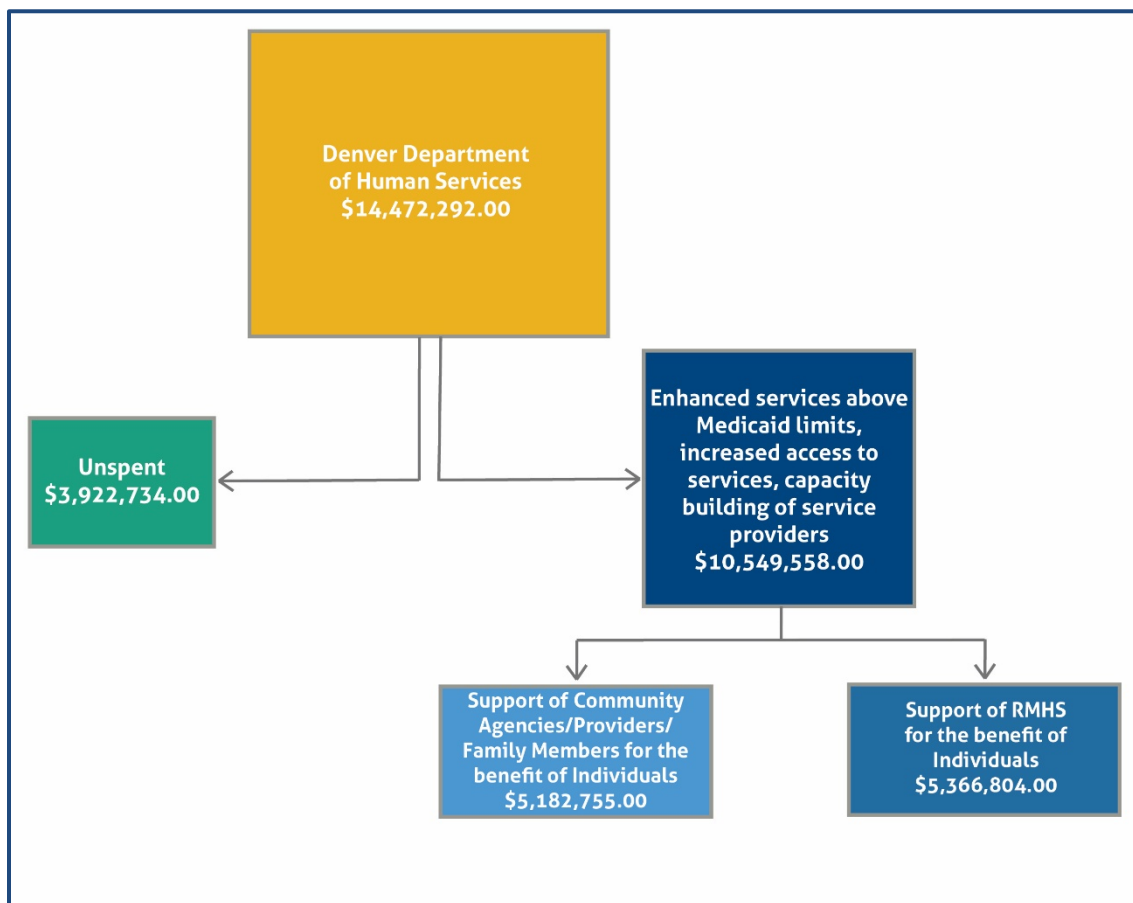 Denver Department
of Human Services
$14,472,292.00
Unspent
$3,922,734.00
Enhanced services above
Medicaid limits,
increased access to
services, capacity
building of service
providers
$10,549,558.00
Support of Community
Agencies/Providers/
Family Members for the
benefit of Individuals
$5,182,755.00
Support of RMHS
for the benefit of
Individuals
$5,366,804.00